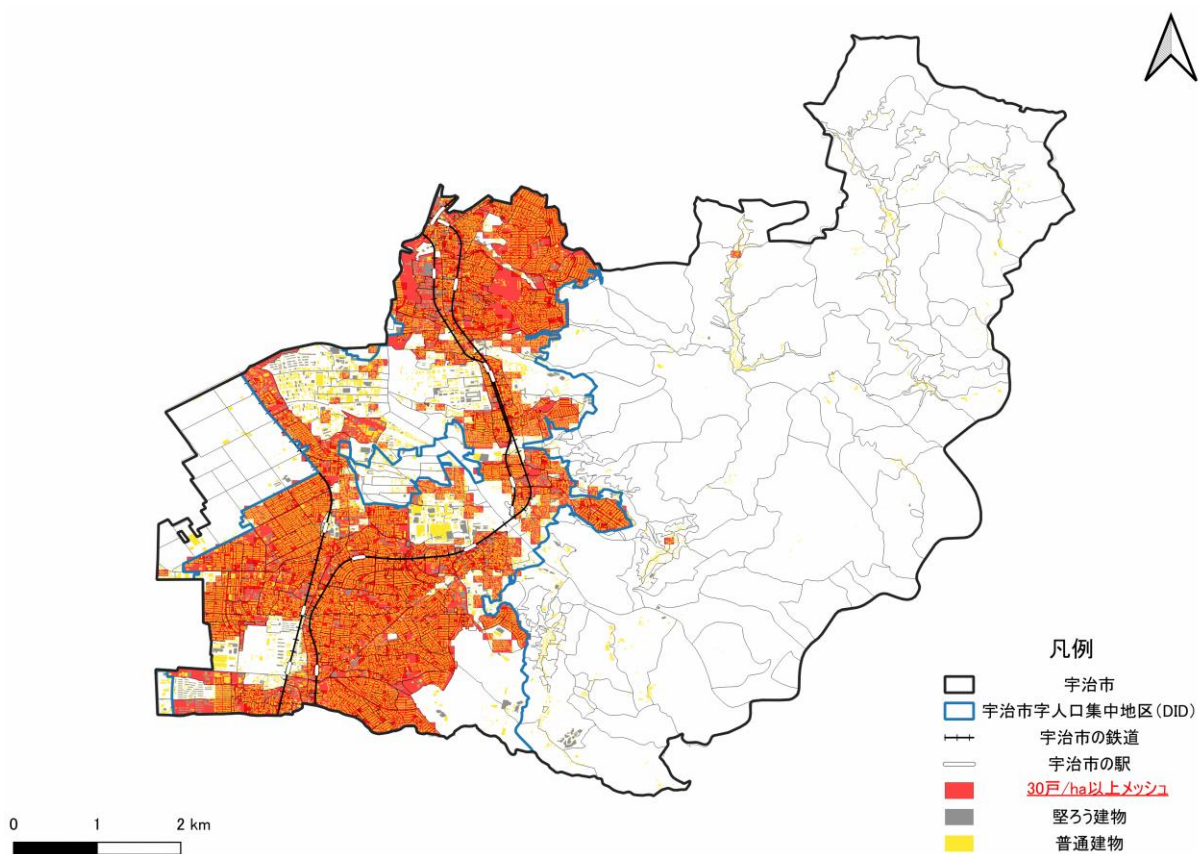 凡例
宇治市
宇治市字人口集中地区(DID)
宇治市の鉄道
宇治市の駅
30戸/ha以上メッシュ
堅ろう建物
普通建物
0 1 2 km